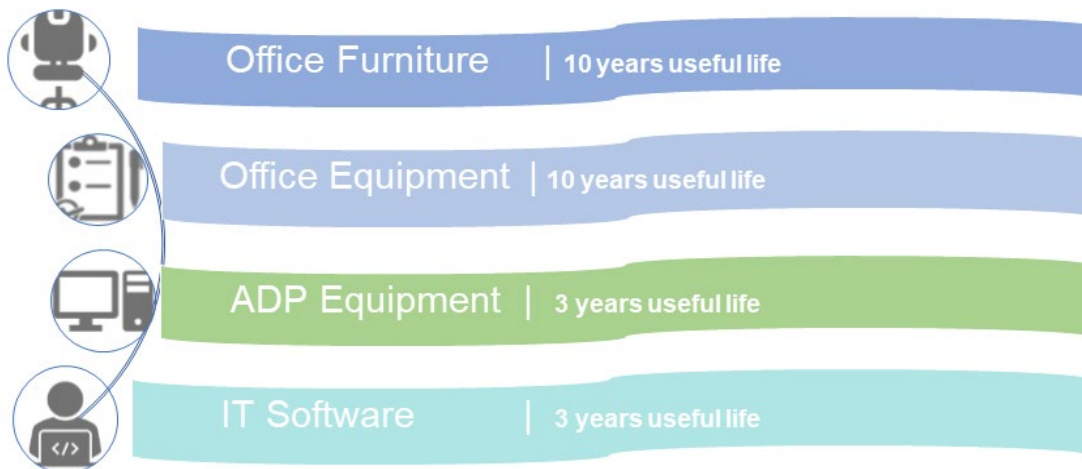 Office Furniture | 10 years useful life
Office Equipment | 10 years useful life
ADP Equipment | 3 years useful life
IT Software | 3 years useful life
</>